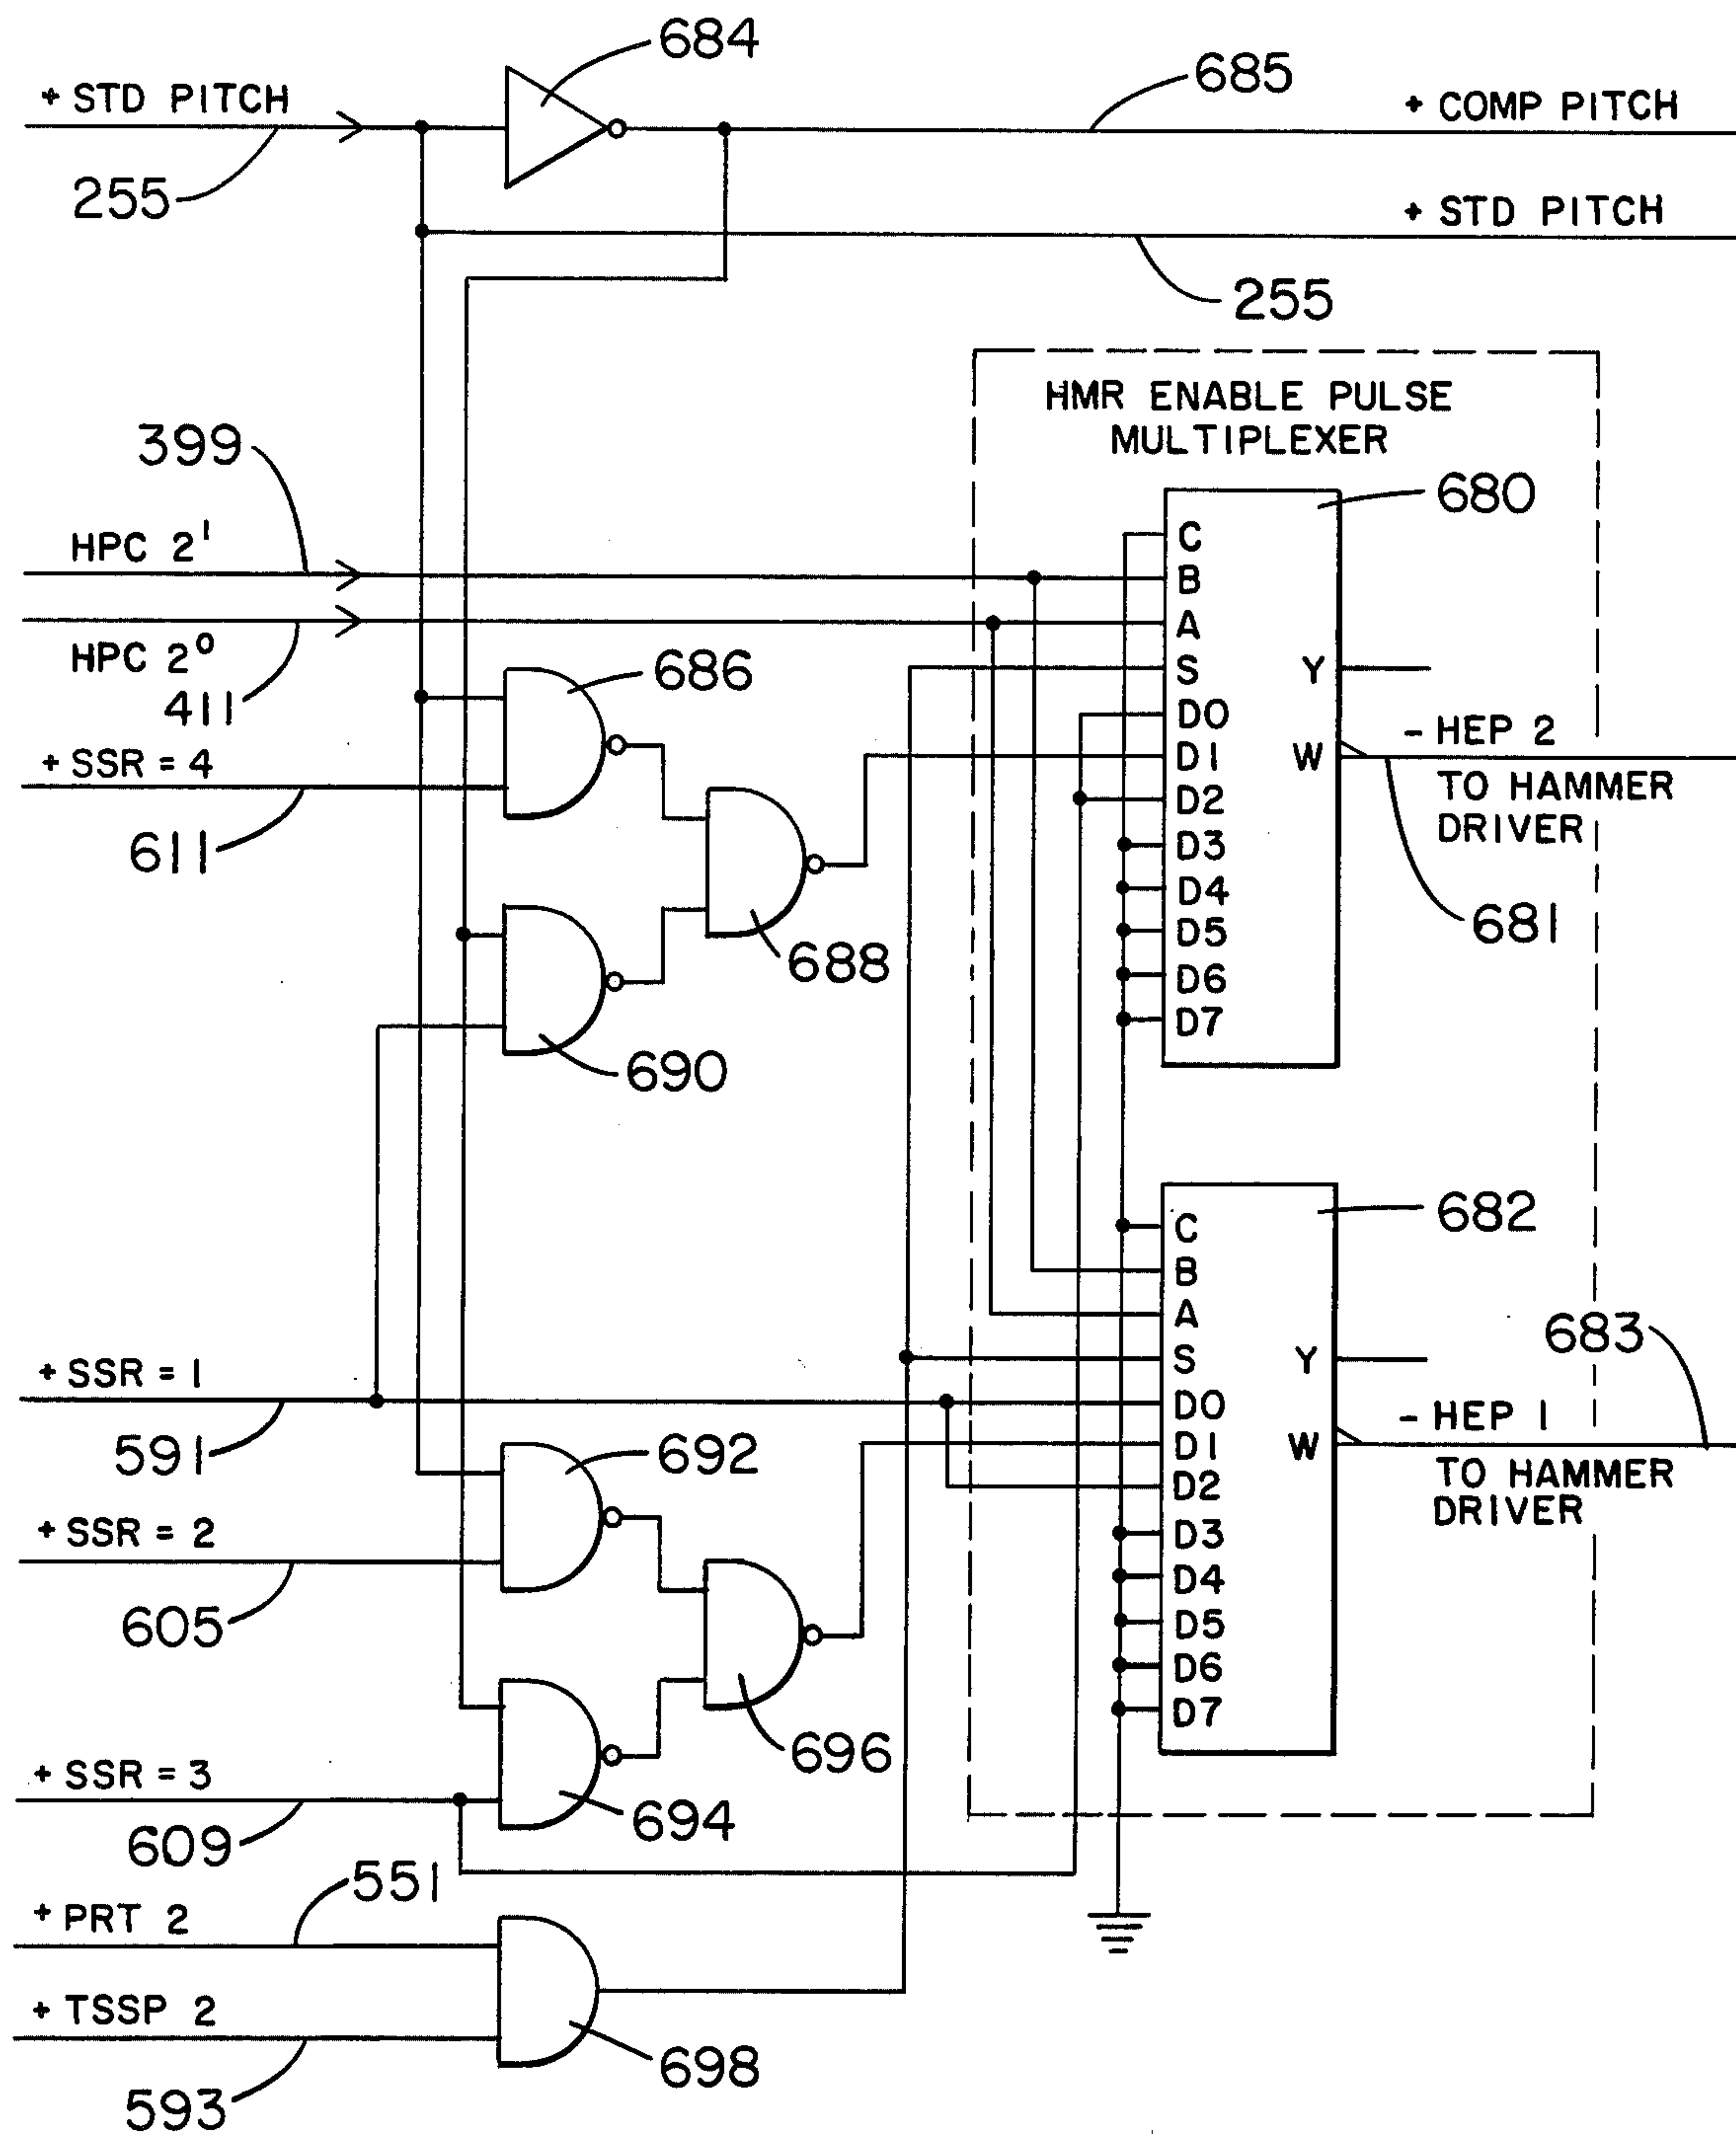 684
+ STD PITCH
685
+ COMP PITCH
255
+ STD PITCH
255
HMR ENABLE PULSE
MULTIPLEXER
399
680
HPC 2¹
C
B
A
HPC 2⁰
S
Y
686
411
D0
- HEP 2
+ SSR = 4
D1
W
TO HAMMER
DRIVER
D2
611
D3
D4
688
D5
681
D6
D7
690
682
C
B
A
683
+ SSR = 1
S
Y
D0
- HEP 1
591
692
D1
W
TO HAMMER
DRIVER
D2
+ SSR = 2
D3
D4
605
D5
D6
D7
696
+ SSR = 3
694
609
551
+ PRT 2
+ TSSP 2
698
593